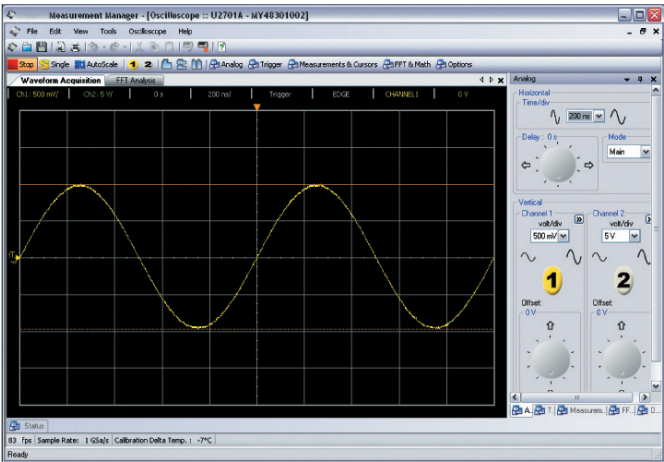 Measurement Manager - [Oscilloscope :: U2701A - MY48301002]
File Edit View Tools Oscilloscope Help
Stop Single AutoScale 1 2 Analog Trigger Measurements & Cursors FFT & Math Options
Waveform Acquisition FFT Analysis
Ch1: 500 mV/ Ch2: 5 V/ 0 s 200 ns/ Trigger EDGE CHANNEL1 0 V
T
Analog
Horizontal
Time/div
200 ns
Delay : 0 s
Mode
Main
Vertical
Channel 1
volt/div
500 mV
1
Offset:
0 V
Channel 2
volt/div
5 V
2
Offset:
0 V
A.. T.. Measurem.. FF.. O...
Status
83 fps Sample Rate: 1 GSa/s Calibration Delta Temp. : -7°C
Ready